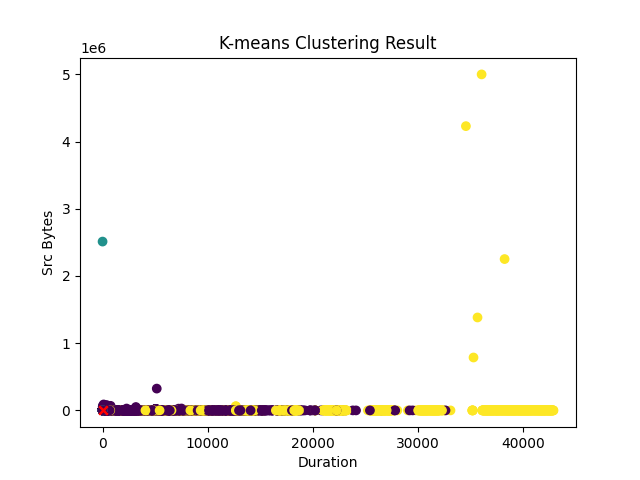 K-means Clustering Result
1e6
5
4
3
2
1
0
Src Bytes
0 10000 20000 30000 40000
Duration